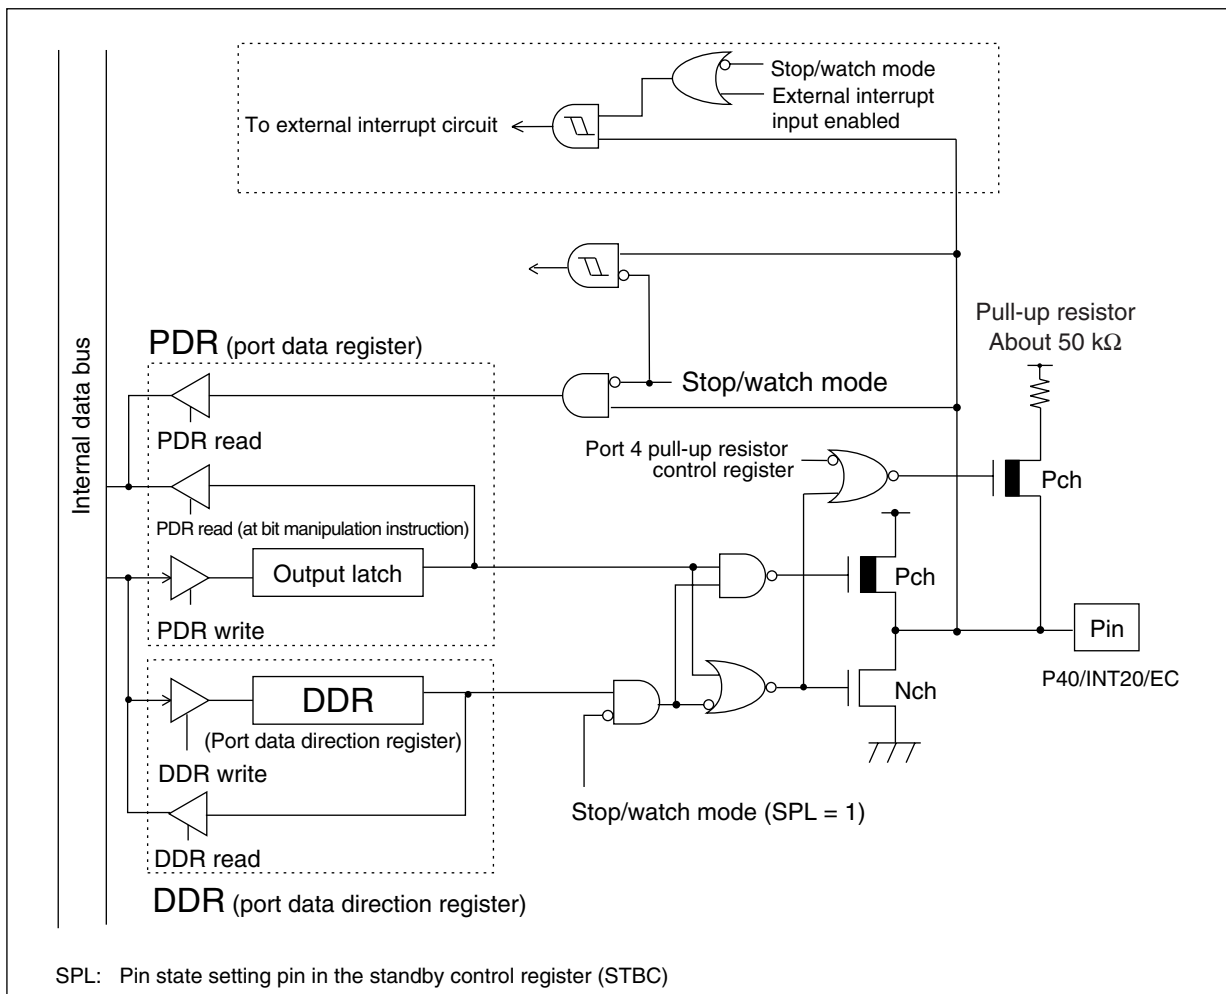 Stop/watch mode
External interrupt
input enabled
To external interrupt circuit
Pull-up resistor
About 50 kΩ
Internal data bus
PDR (port data register)
Stop/watch mode
PDR read
Port 4 pull-up resistor
control register
Pch
PDR read (at bit manipulation instruction)
Output latch
Pch
PDR write
Pin
P40/INT20/EC
DDR
Nch
(Port data direction register)
DDR write
Stop/watch mode (SPL = 1)
DDR read
DDR (port data direction register)
SPL: Pin state setting pin in the standby control register (STBC)